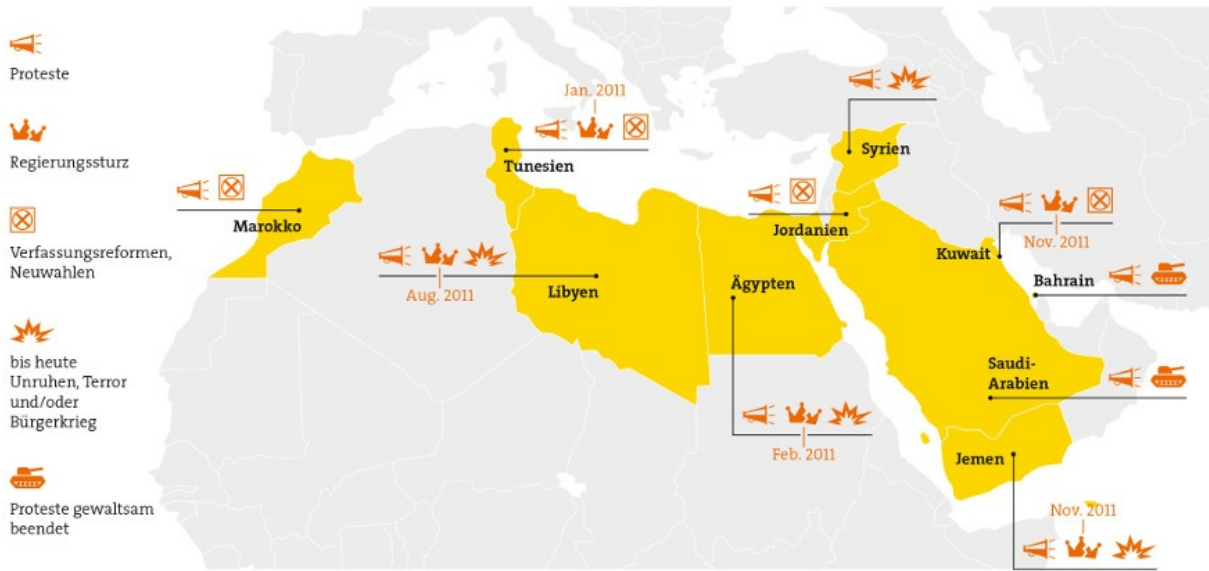 Proteste
Regierungssturz
Verfassungsreformen,
Neuwahlen
bis heute
Unruhen, Terror
und/oder
Bürgerkrieg
Proteste gewaltsam
beendet
Marokko
Jan. 2011
Tunesien
Aug. 2011
Libyen
Ägypten
Feb. 2011
Syrien
Jordanien
Kuwait
Nov. 2011
Bahrain
Saudi-
Arabien
Jemen
Nov. 2011